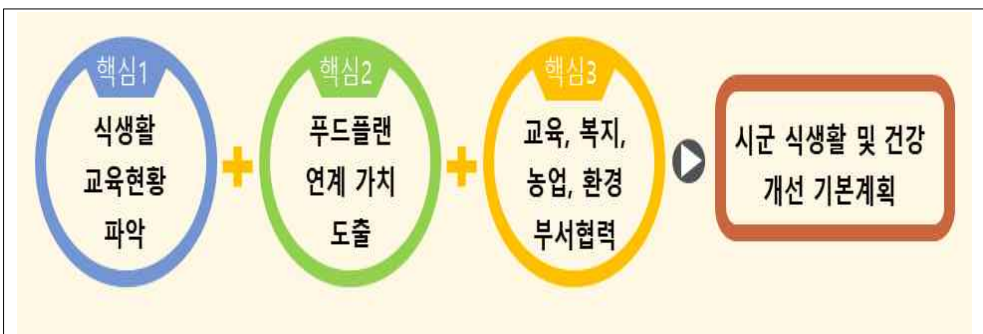 핵심1
식생활
교육현황
파악
핵심2
푸드플랜
연계 가치
도출
핵심3
교육, 복지,
농업, 환경
부서협력
시군 식생활 및 건강
개선 기본계획